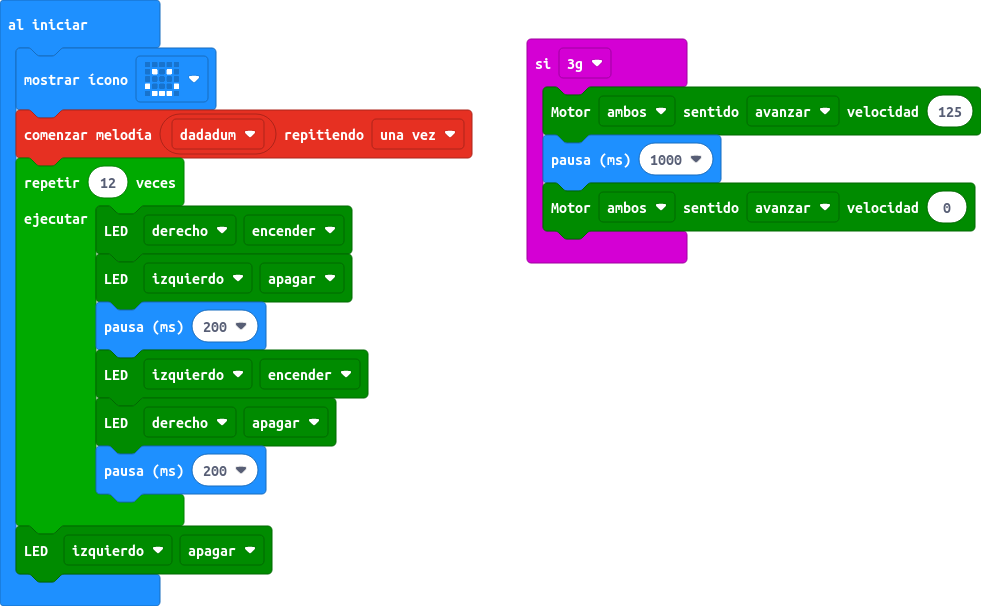 al iniciar
mostrar ícono
comenzar melodía dadadum repitiendo una vez
repetir 12 veces
ejecutar
LED derecho encender
LED izquierdo apagar
pausa (ms) 200
LED izquierdo encender
LED derecho apagar
pausa (ms) 200
LED izquierdo apagar
si 3g
Motor ambos sentido avanzar velocidad 125
pausa (ms) 1000
Motor ambos sentido avanzar velocidad 0